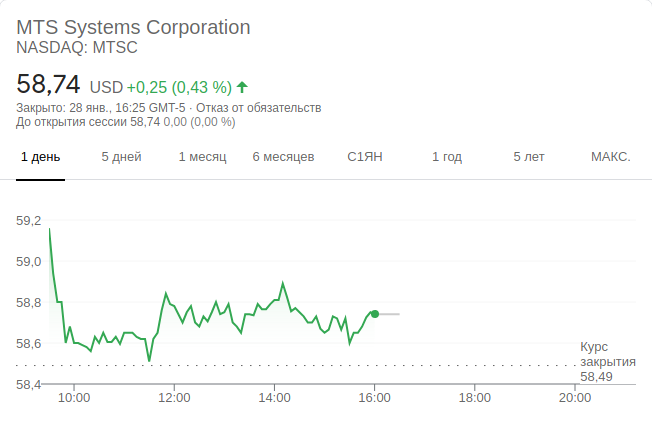 MTS Systems Corporation
NASDAQ: MTSC
58,74 USD +0,25 (0,43 %)
Закрыто: 28 янв., 16:25 GMT-5 · Отказ от обязательств
До открытия сессии 58,74 0,00 (0,00 %)
1 день 5 дней 1 месяц 6 месяцев С1ЯН 1 год 5 лет МАКС.
59,2
59,0
58,8
58,6
58,4
Курс
закрытия
58,49
10:00 12:00 14:00 16:00 18:00 20:00